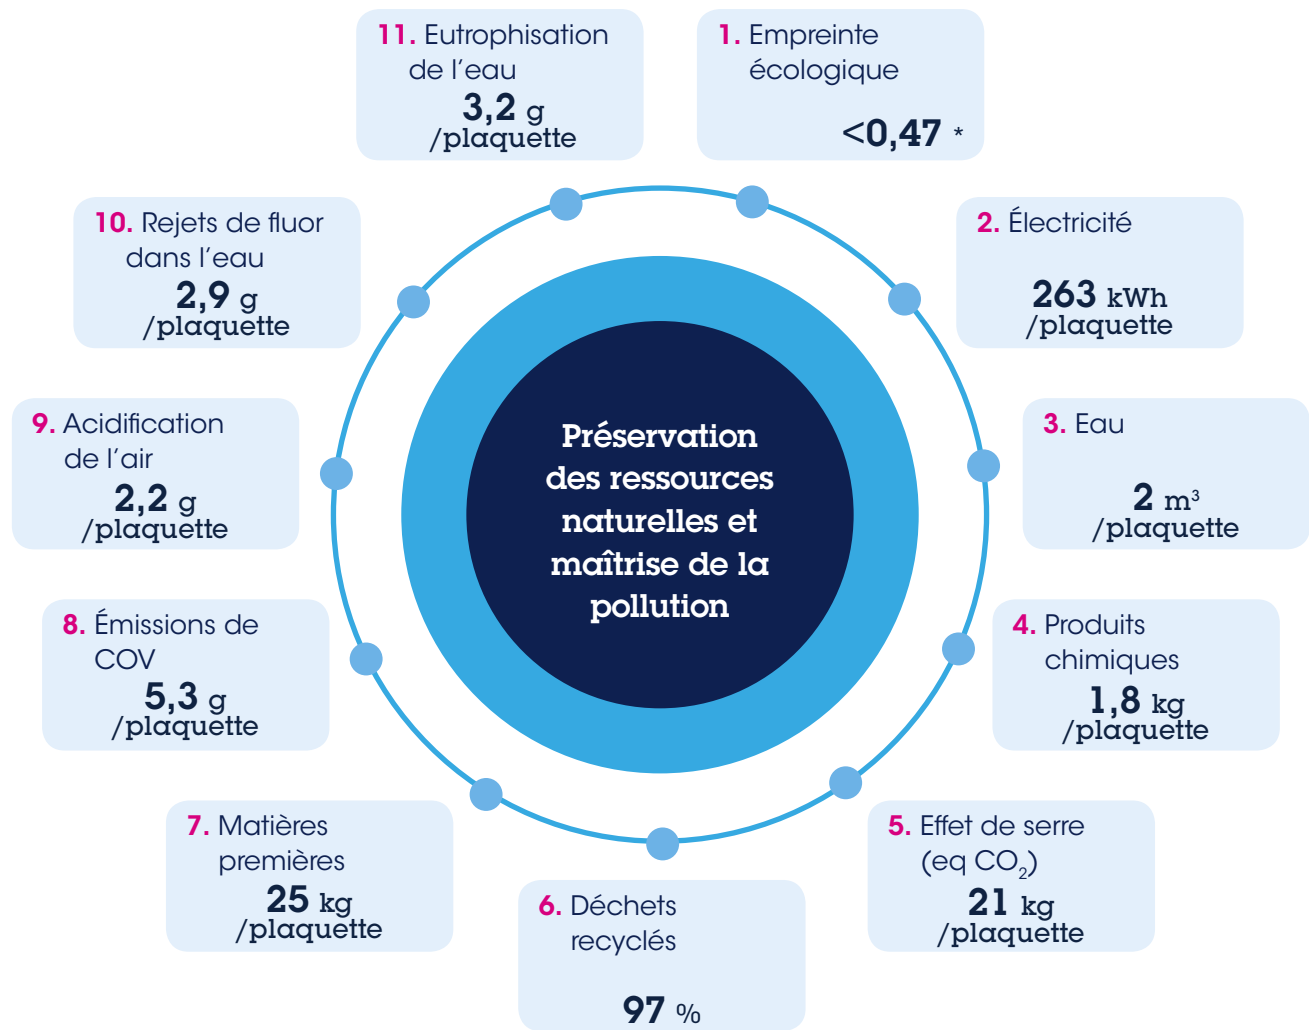 11. Eutrophisation
de l'eau
3,2 g
/plaquette
1. Empreinte
écologique
<0,47 *
10. Rejets de fluor
dans l'eau
2,9 g
/plaquette
2. Électricité
263 kWh
/plaquette
9. Acidification
de l'air
2,2 g
/plaquette
Préservation
des ressources
naturelles et
maîtrise de la
pollution
3. Eau
2 m³
/plaquette
8. Émissions de
COV
5,3 g
/plaquette
4. Produits
chimiques
1,8 kg
/plaquette
7. Matières
premières
25 kg
/plaquette
5. Effet de serre
(eq CO₂)
21 kg
/plaquette
6. Déchets
recyclés
97 %